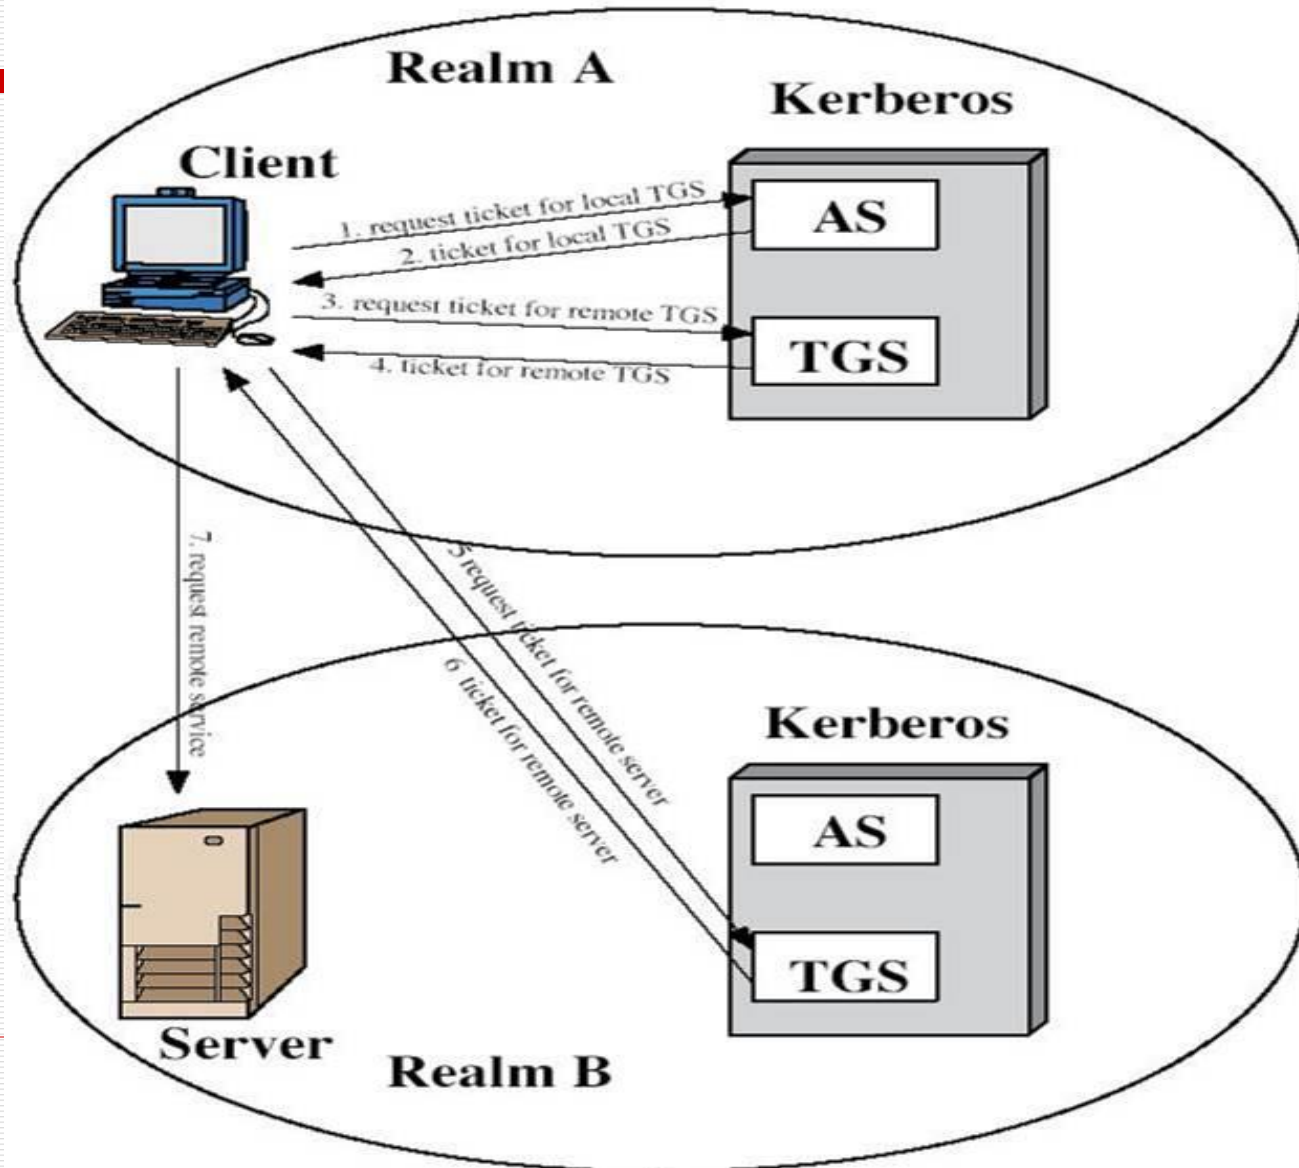 Realm A
Kerberos
Client
1. request ticket for local TGS
AS
2. ticket for local TGS
3. request ticket for remote TGS
TGS
4. ticket for remote TGS
7. request remote service
5 request ticket for remote server
6 ticket for remote server
Kerberos
AS
TGS
Server
Realm B